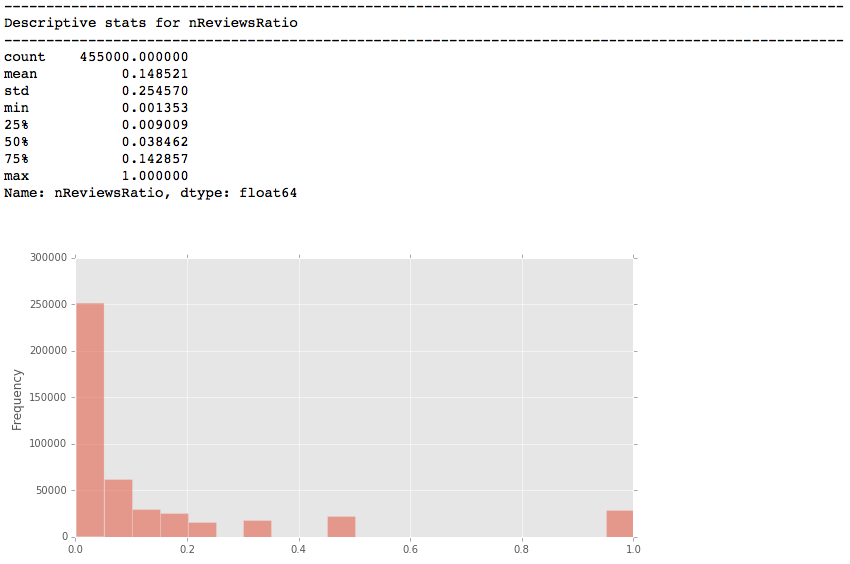 --------------------------------------------------------------------------------
Descriptive stats for nReviewsRatio
--------------------------------------------------------------------------------
count    455000.000000
mean          0.148521
std           0.254570
min           0.001353
25%           0.009009
50%           0.038462
75%           0.142857
max           1.000000
Name: nReviewsRatio, dtype: float64
300000
250000
200000
150000
100000
50000
0
Frequency
0.0 0.2 0.4 0.6 0.8 1.0